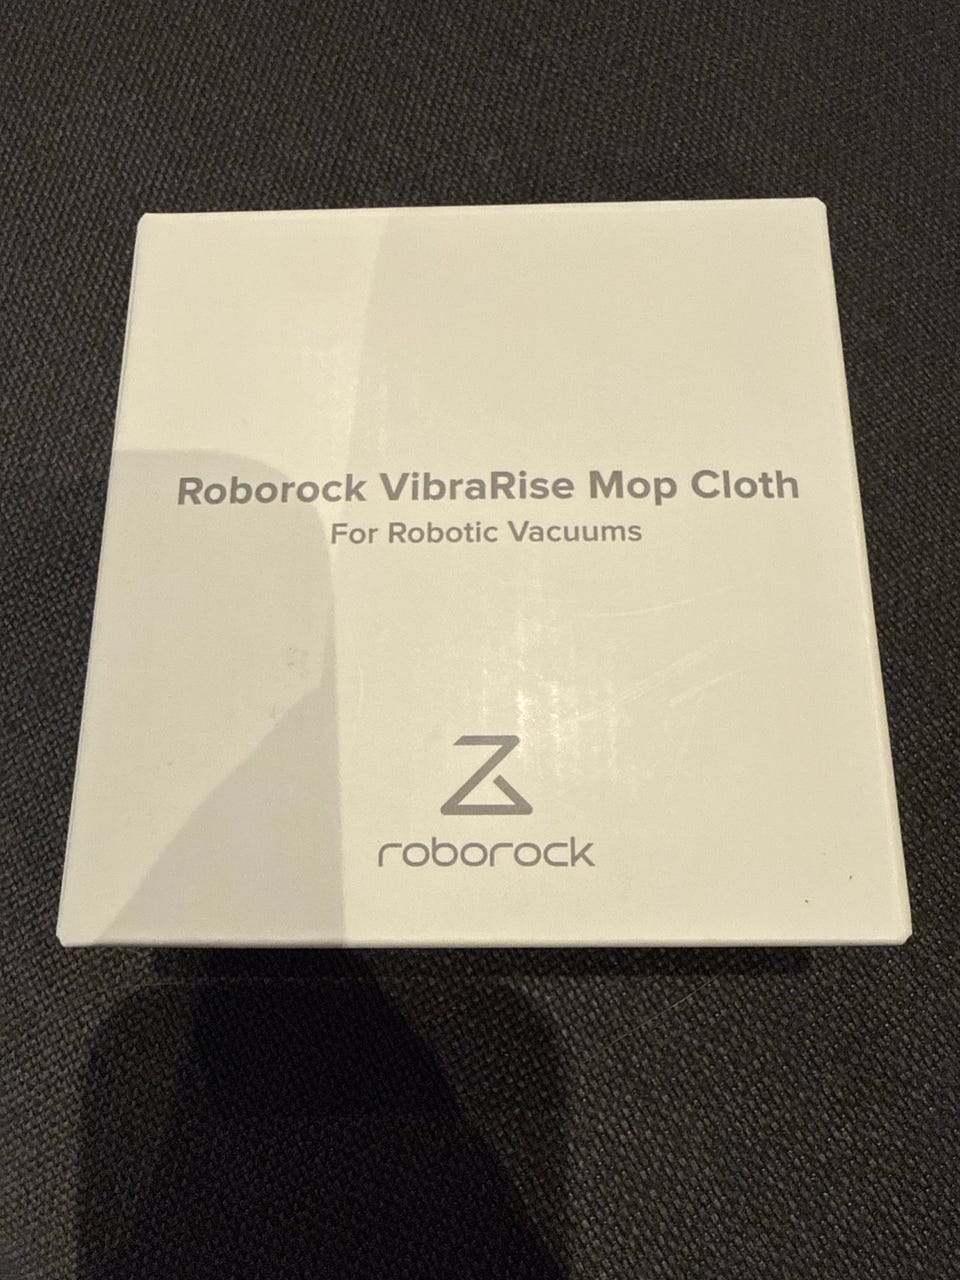 Roborock VibraRise Mop Cloth
For Robotic Vacuums
roborock